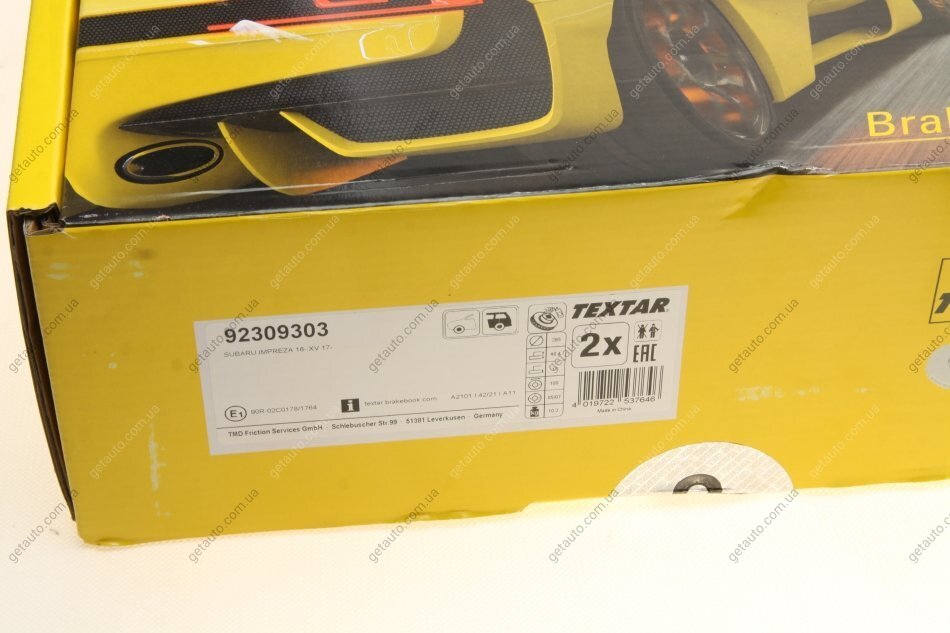 Bra
92309303
SUBARU IMPREZA 16-, XV 17-
TEXTAR
2x
EAC
E1
90R-02C0178/1764
i
textar.brakebook.com
A2101 | 42/21 | A11
TMD Friction Services GmbH · Schlebuscher Str.99 · 51381 Leverkusen Germany
4 019722 537646
Made in China
getauto.com.ua